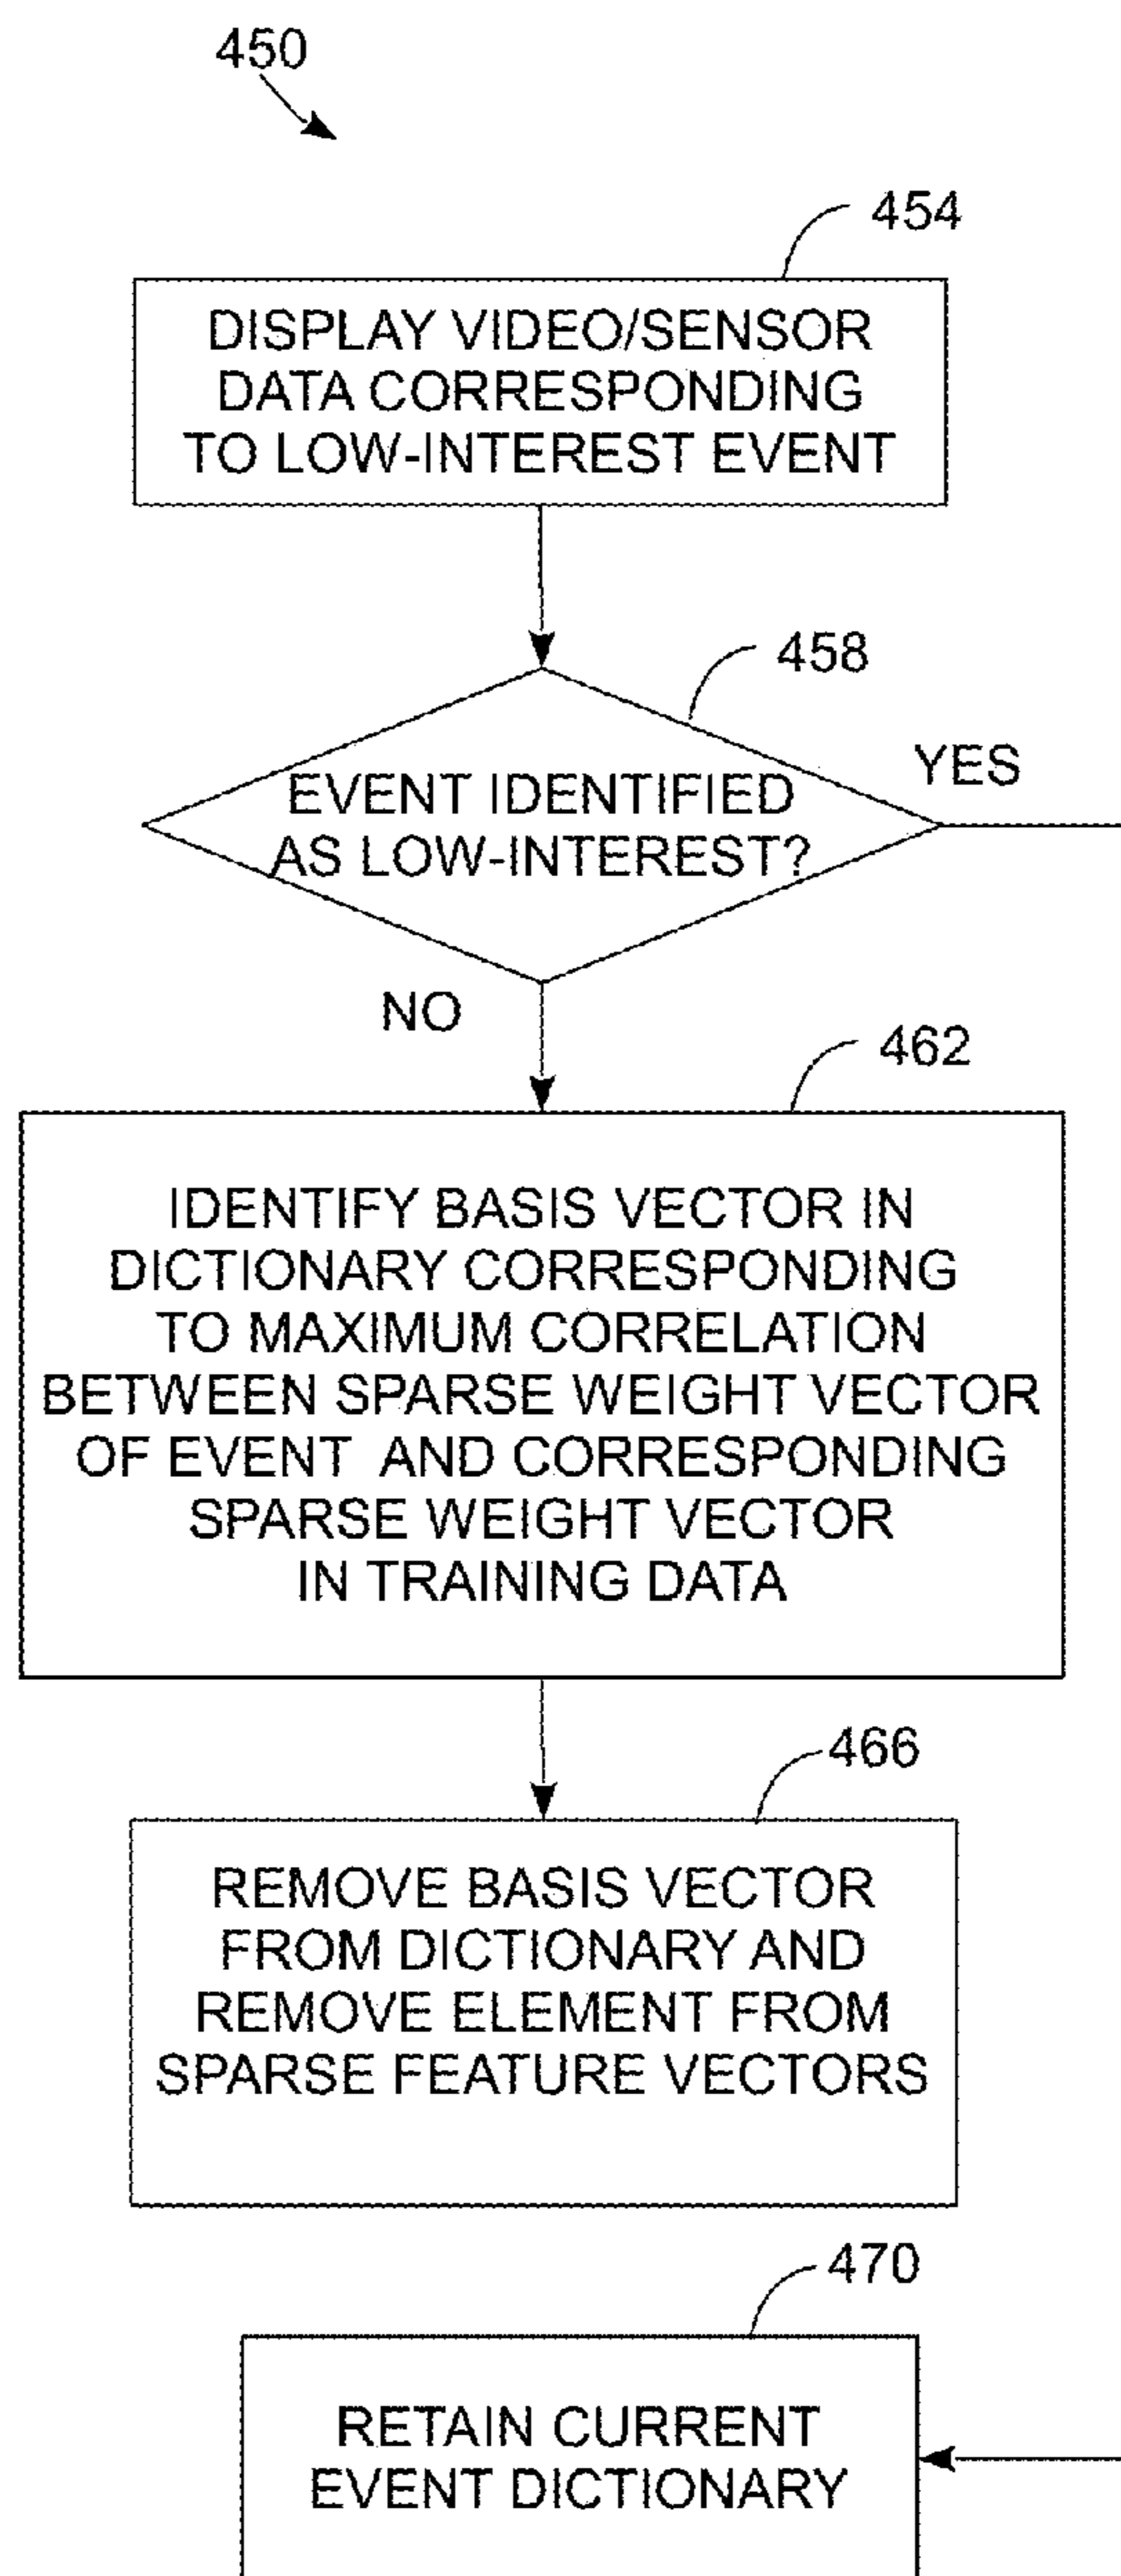 450
454
DISPLAY VIDEO/SENSOR
DATA CORRESPONDING
TO LOW-INTEREST EVENT
458
YES
EVENT IDENTIFIED
AS LOW-INTEREST?
NO
462
IDENTIFY BASIS VECTOR IN
DICTIONARY CORRESPONDING
TO MAXIMUM CORRELATION
BETWEEN SPARSE WEIGHT VECTOR
OF EVENT AND CORRESPONDING
SPARSE WEIGHT VECTOR
IN TRAINING DATA
466
REMOVE BASIS VECTOR
FROM DICTIONARY AND
REMOVE ELEMENT FROM
SPARSE FEATURE VECTORS
470
RETAIN CURRENT
EVENT DICTIONARY